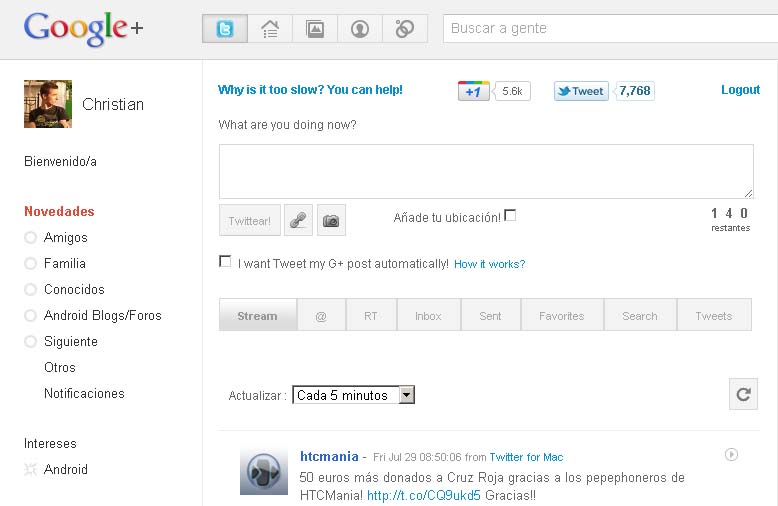 Google+
Buscar a gente
Christian
Bienvenido/a
Novedades
Amigos
Familia
Conocidos
Android Blogs/Foros
Siguiente
Otros
Notificaciones
Intereses
Android
Why is it too slow? You can help!
+1
5.6k
Tweet
7,768
Logout
What are you doing now?
Twittear!
Añade tu ubicación!
1 4 0
restantes
I want Tweet my G+ post automatically! How it works?
Stream
@
RT
Inbox
Sent
Favorites
Search
Tweets
Actualizar : Cada 5 minutos
htcmania - Fri Jul 29 08:50:06 from Twitter for Mac
50 euros más donados a Cruz Roja gracias a los pepephoneros de
HTCMania! http://t.co/CQ9ukd5 Gracias!!